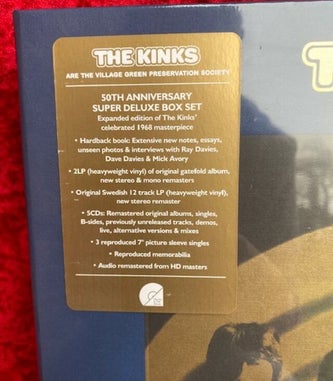 THE KINKS
ARE THE VILLAGE GREEN PRESERVATION SOCIETY
50TH ANNIVERSARY
SUPER DELUXE BOX SET
Expanded edition of The Kinks'
celebrated 1968 masterpiece
• Hardback book: Extensive new notes, essays,
unseen photos & interviews with Ray Davies,
Dave Davies & Mick Avory
• 2LP (heavyweight vinyl) of original gatefold album,
new stereo & mono remasters
• Original Swedish 12 track LP (heavyweight vinyl),
new stereo remaster
• 5CDs: Remastered original albums, singles,
B-sides, previously unreleased tracks, demos,
live, alternative versions & mixes
• 3 reproduced 7" picture sleeve singles
• Reproduced memorabilia
• Audio remastered from HD masters